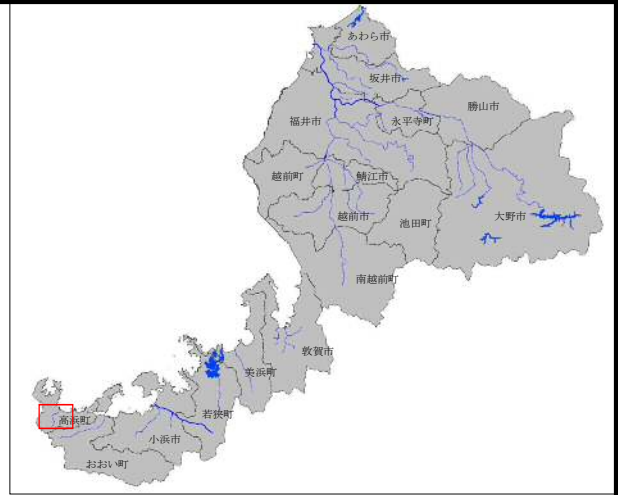 あわら市
坂井市
勝山市
福井市
永平寺町
越前町
鯖江市
越前市
池田町
大野市
南越前町
敦賀市
美浜町
若狭町
高浜町
小浜市
おおい町